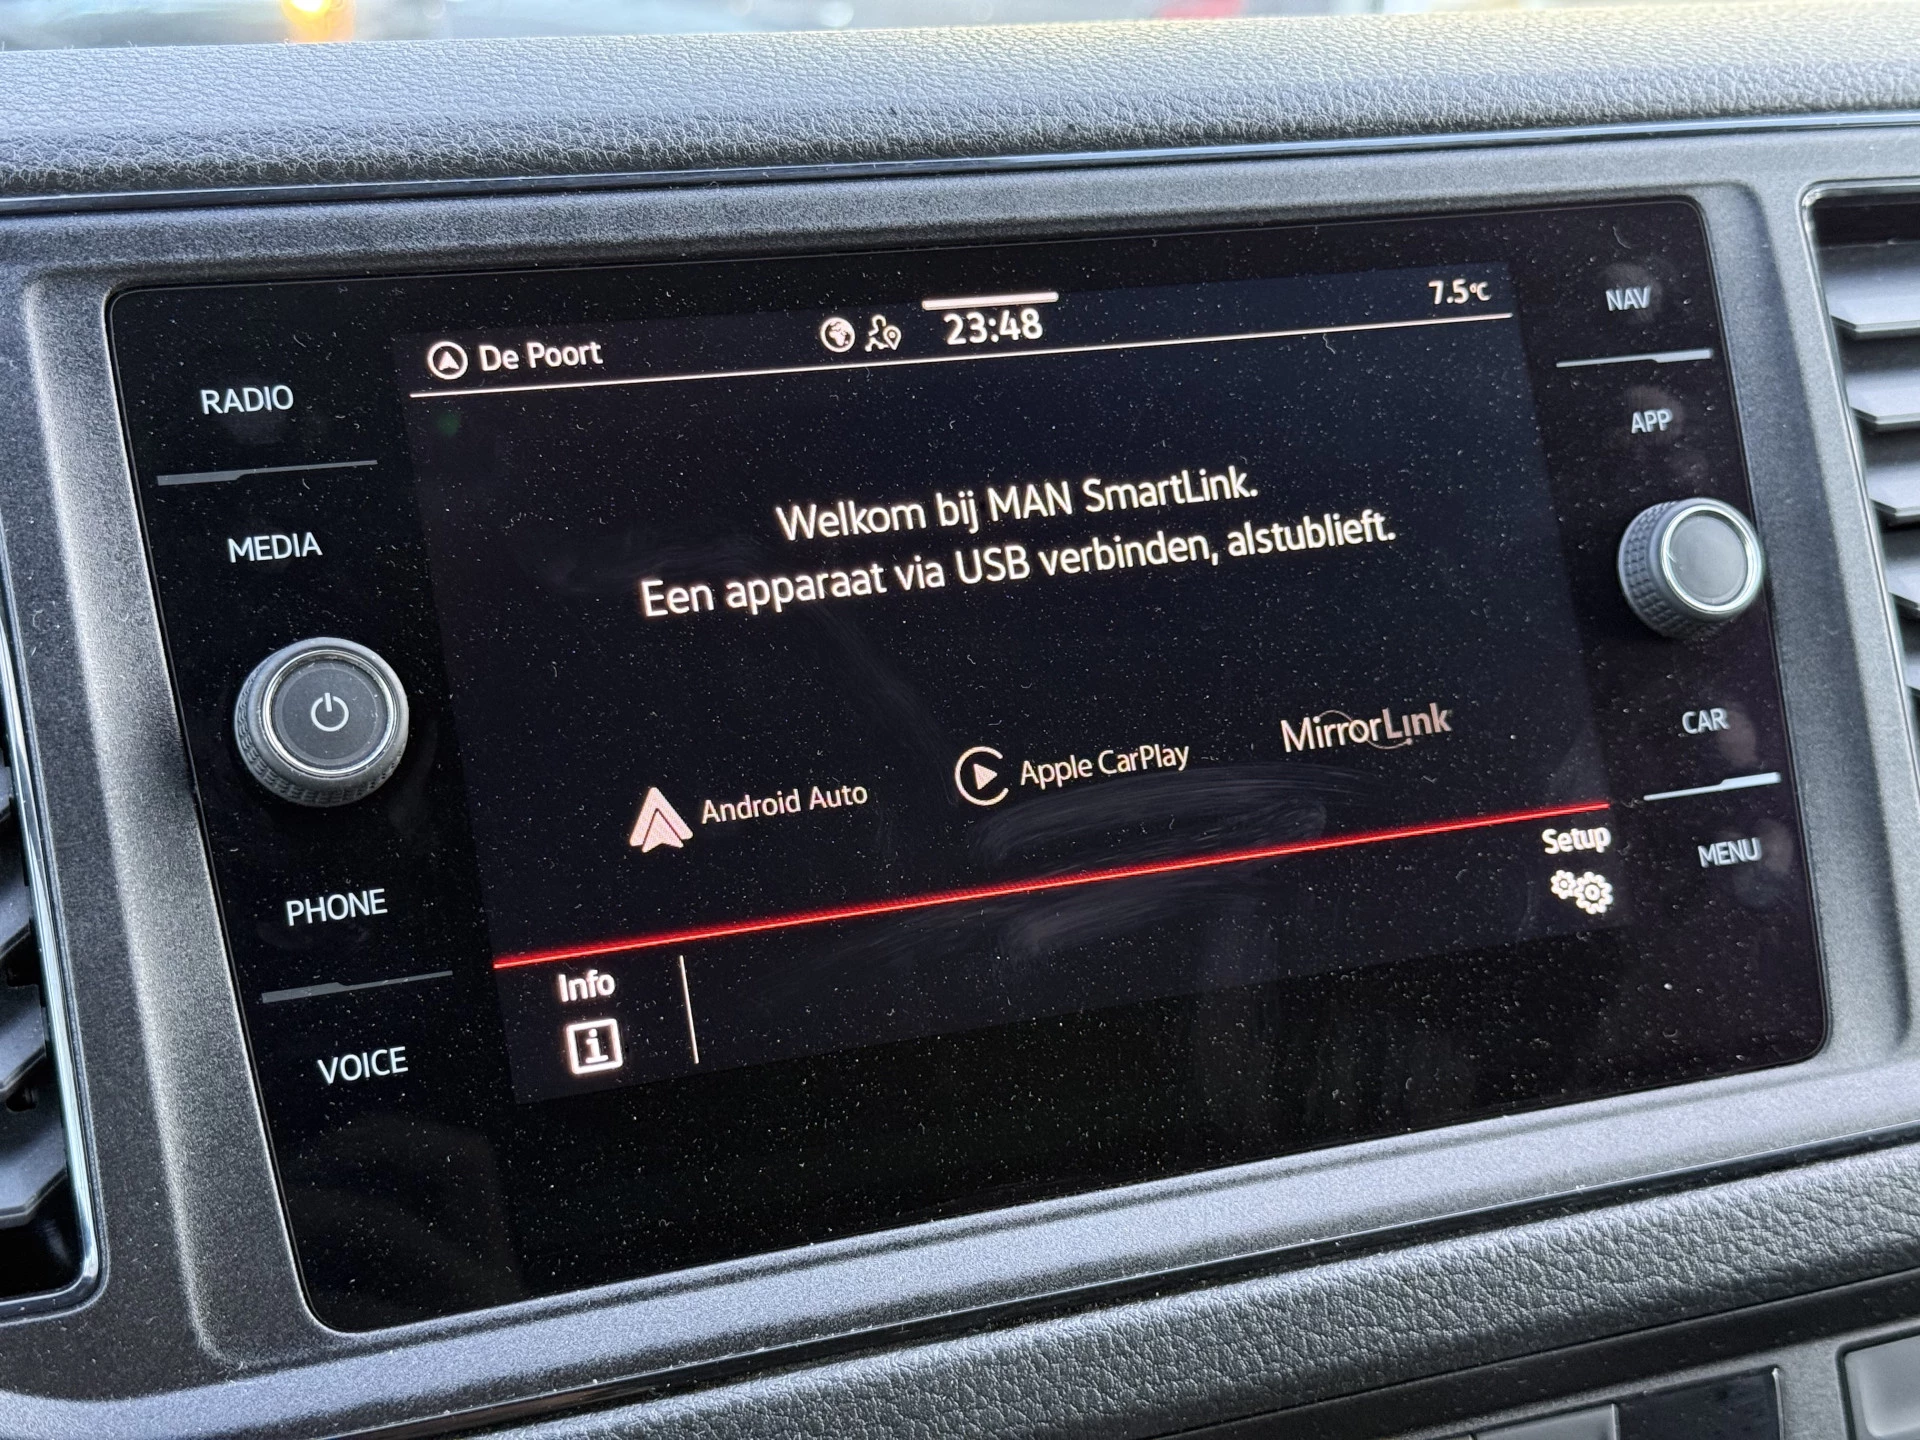 De Poort
23:48
7.5°C
Welkom bij MAN SmartLink.
Een apparaat via USB verbinden, alstublieft.
Android Auto
Apple CarPlay
MirrorLink
Setup
Info
i
RADIO
MEDIA
PHONE
VOICE
NAV
APP
CAR
MENU